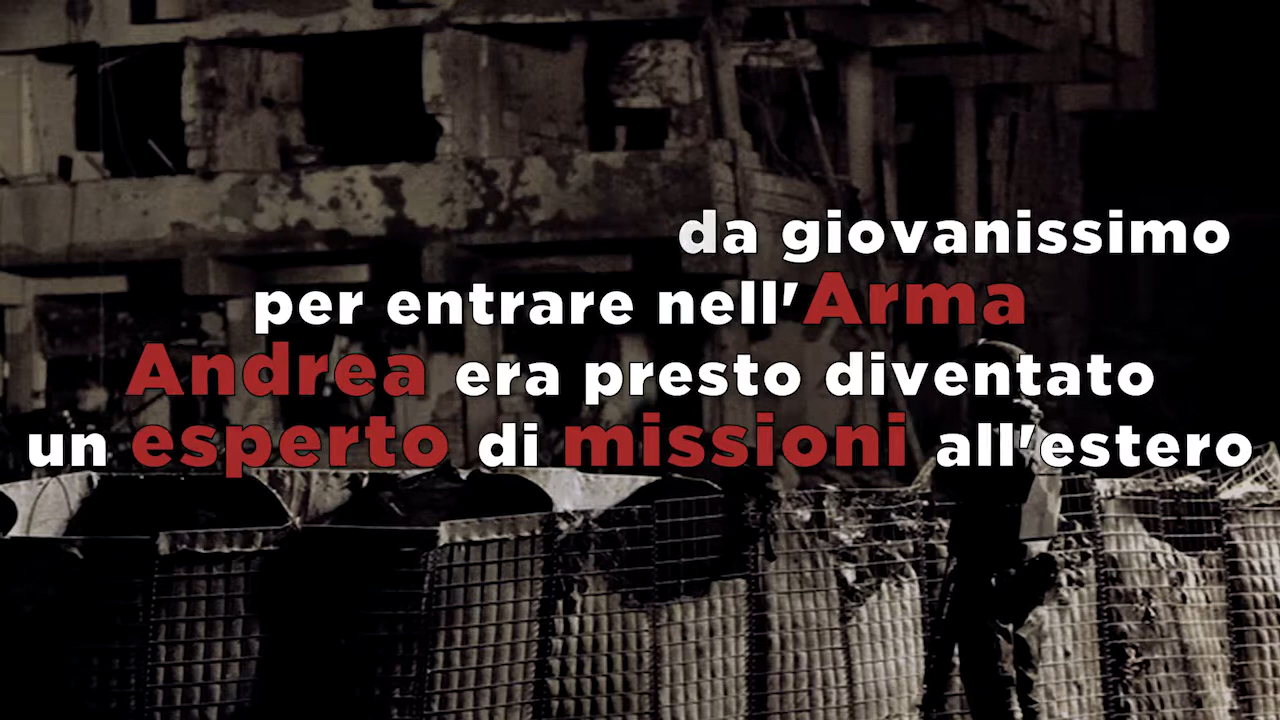 da giovanissimo
per entrare nell'Arma
Andrea era presto diventato
un esperto di missioni all'estero